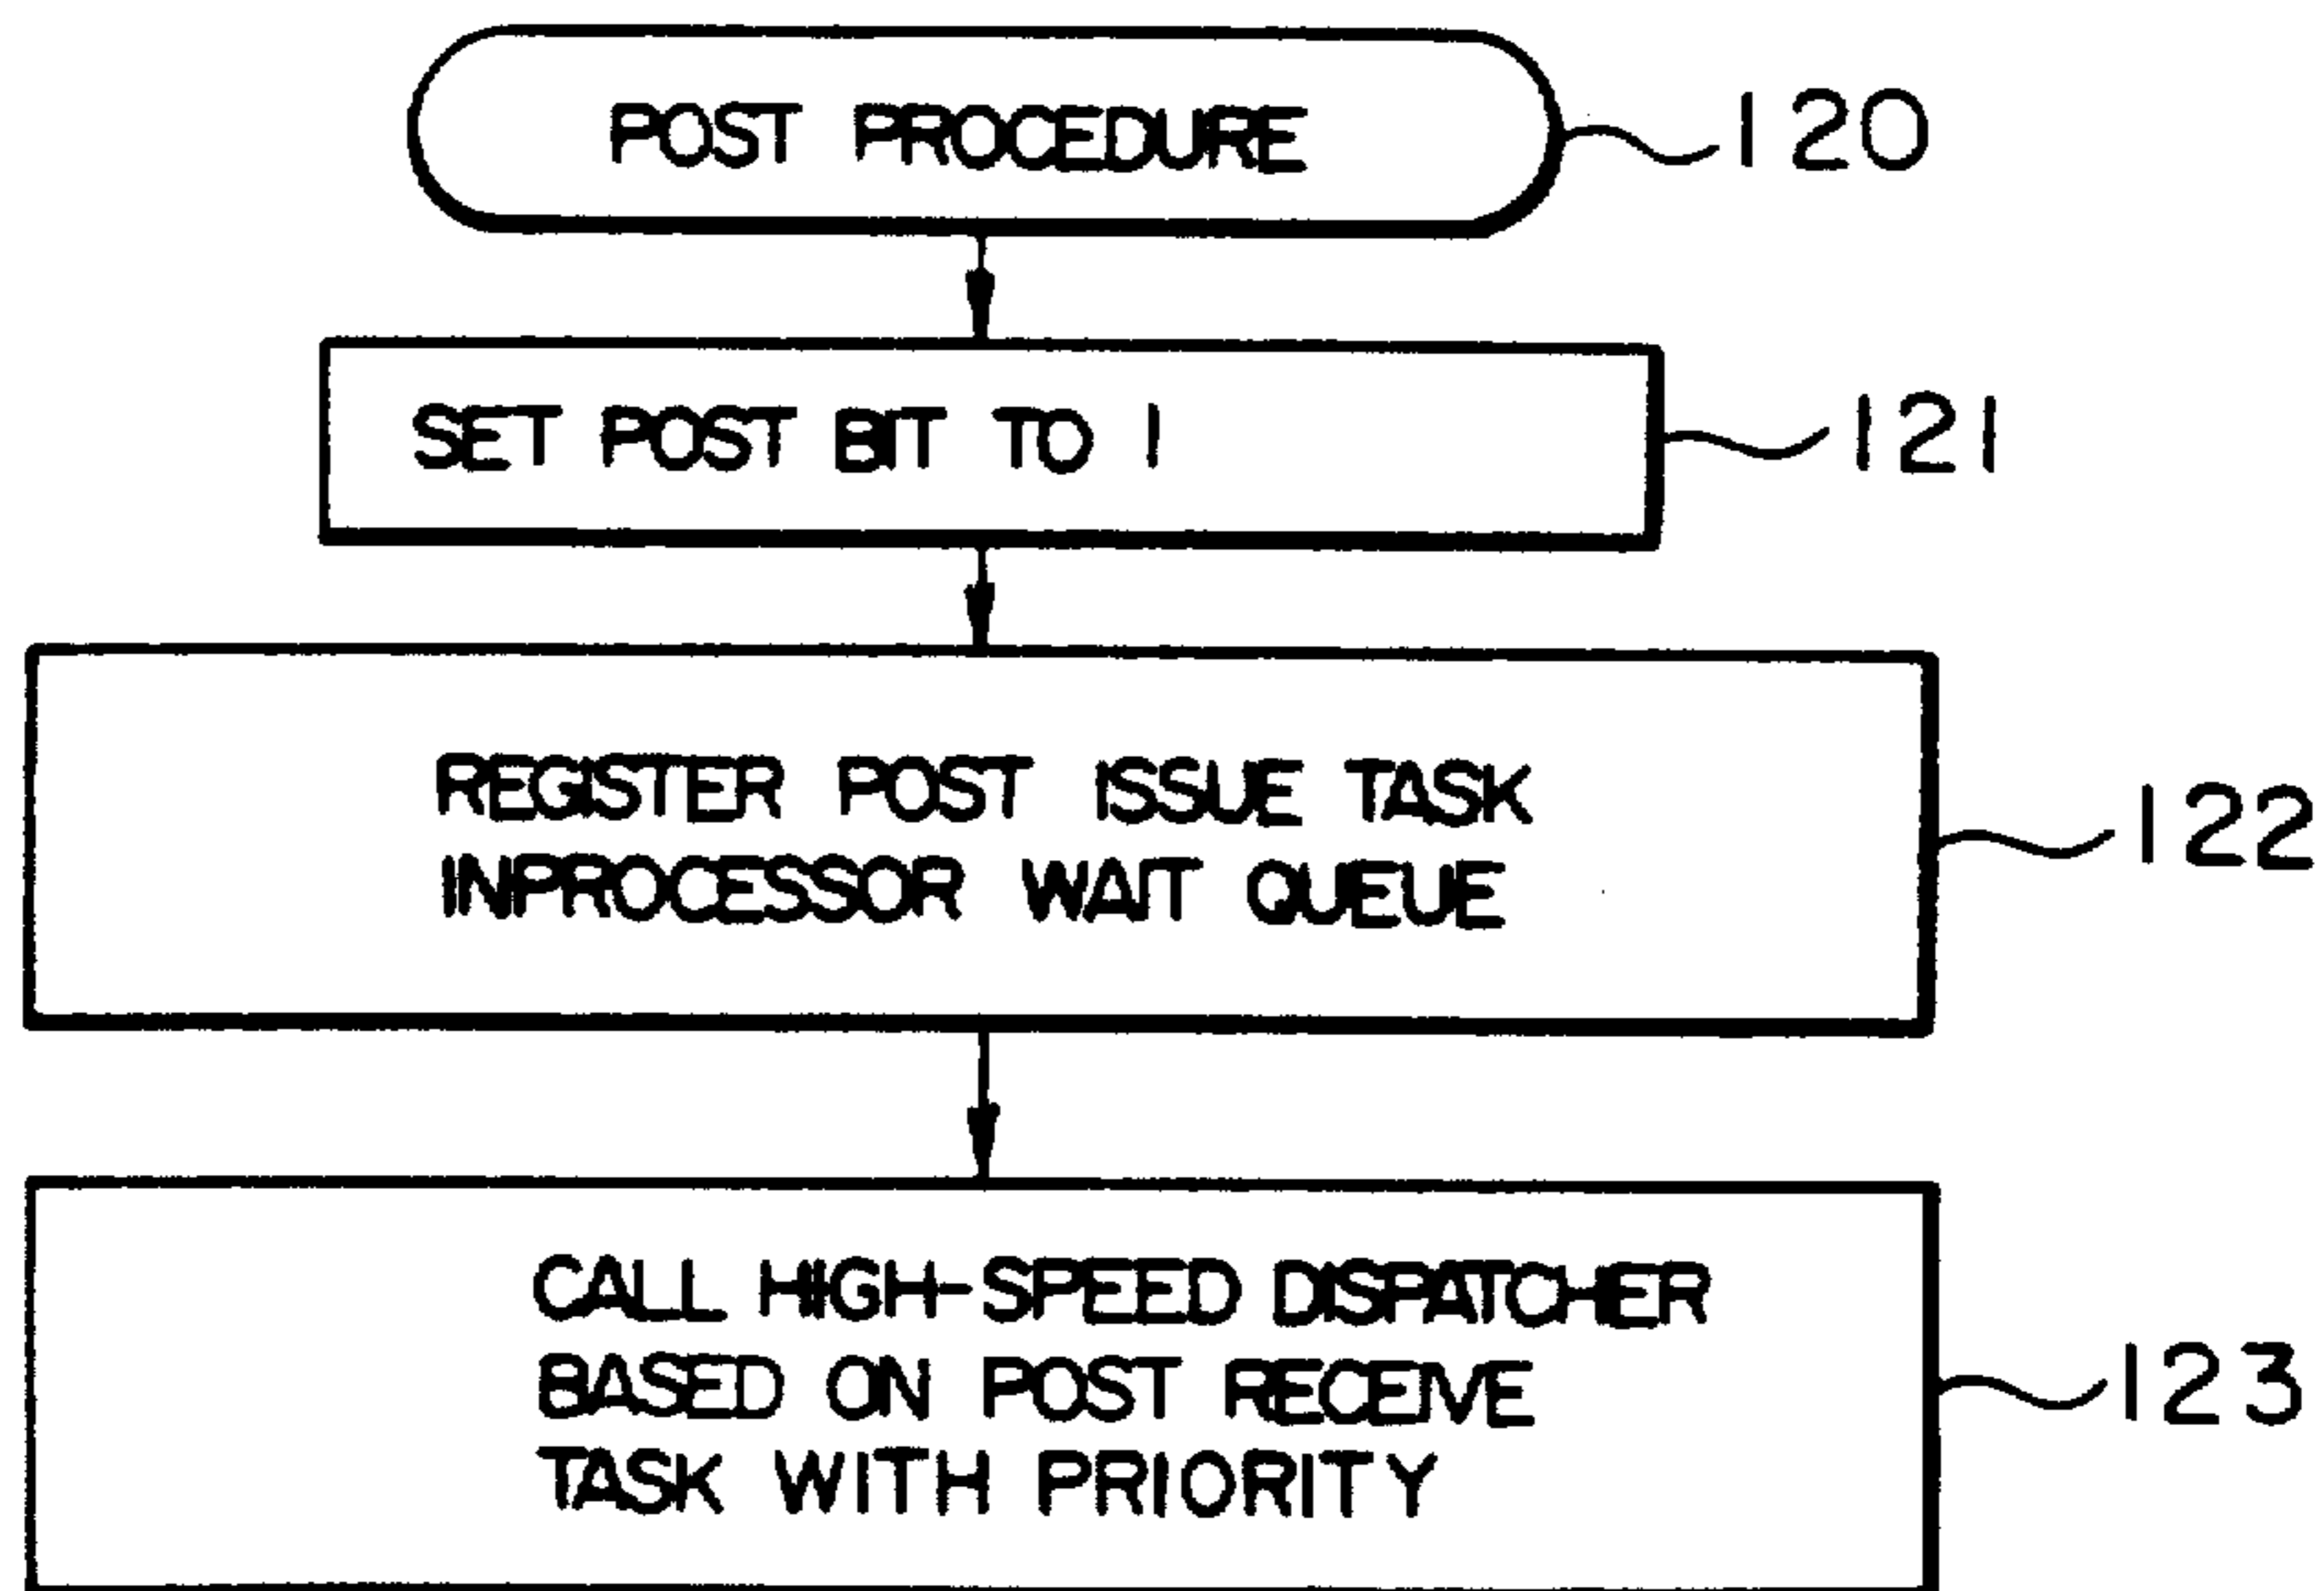 POST PROCEDURE
120
SET POST BIT TO 1
121
REGISTER POST ISSUE TASK
INPROCESSOR WAIT QUEUE
122
CALL HIGH-SPEED DISPATCHER
BASED ON POST RECEIVE
TASK WITH PRIORITY
123